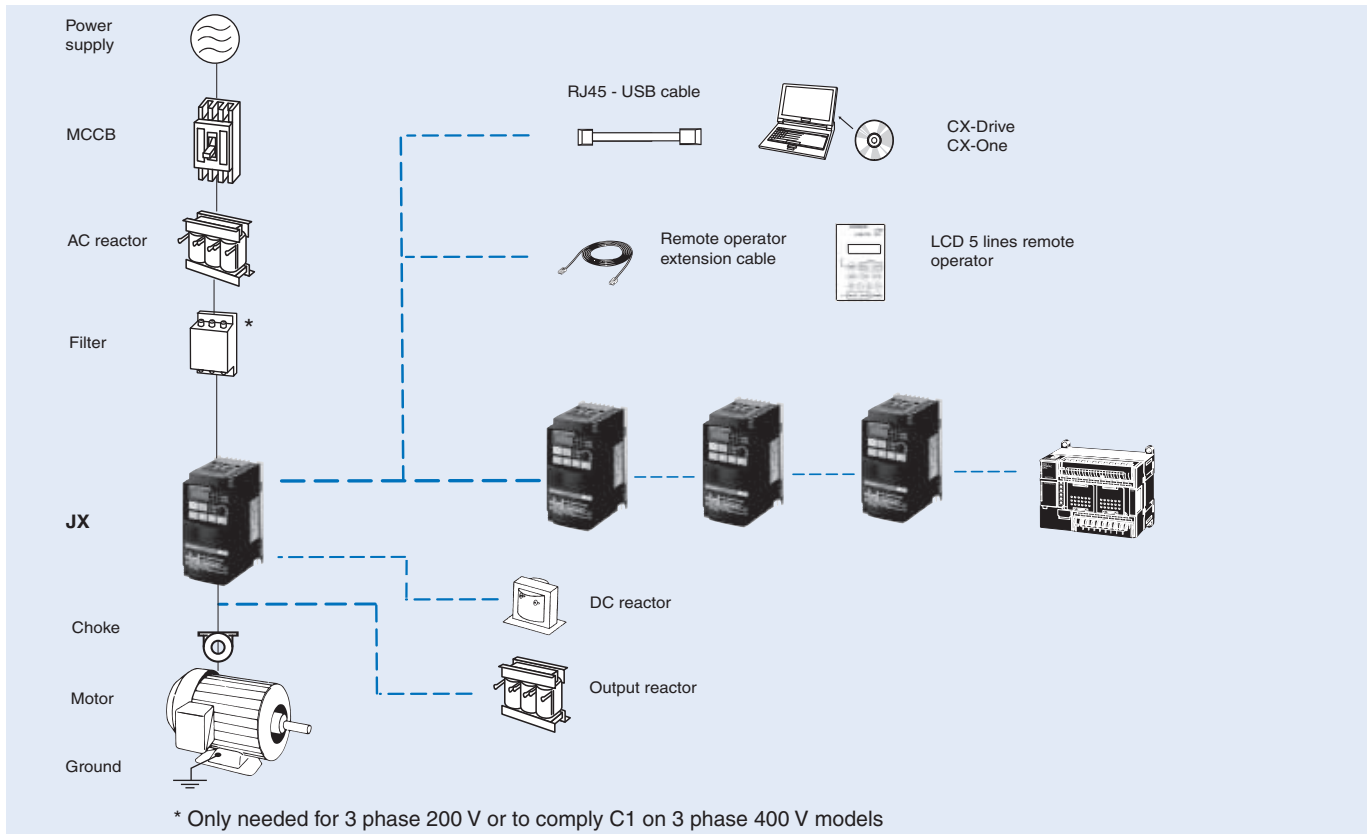 Power
supply
MCCB
AC reactor
Filter
*
JX
Choke
Motor
Ground
RJ45 - USB cable
CX-Drive
CX-One
Remote operator
extension cable
LCD 5 lines remote
operator
DC reactor
Output reactor
* Only needed for 3 phase 200 V or to comply C1 on 3 phase 400 V models